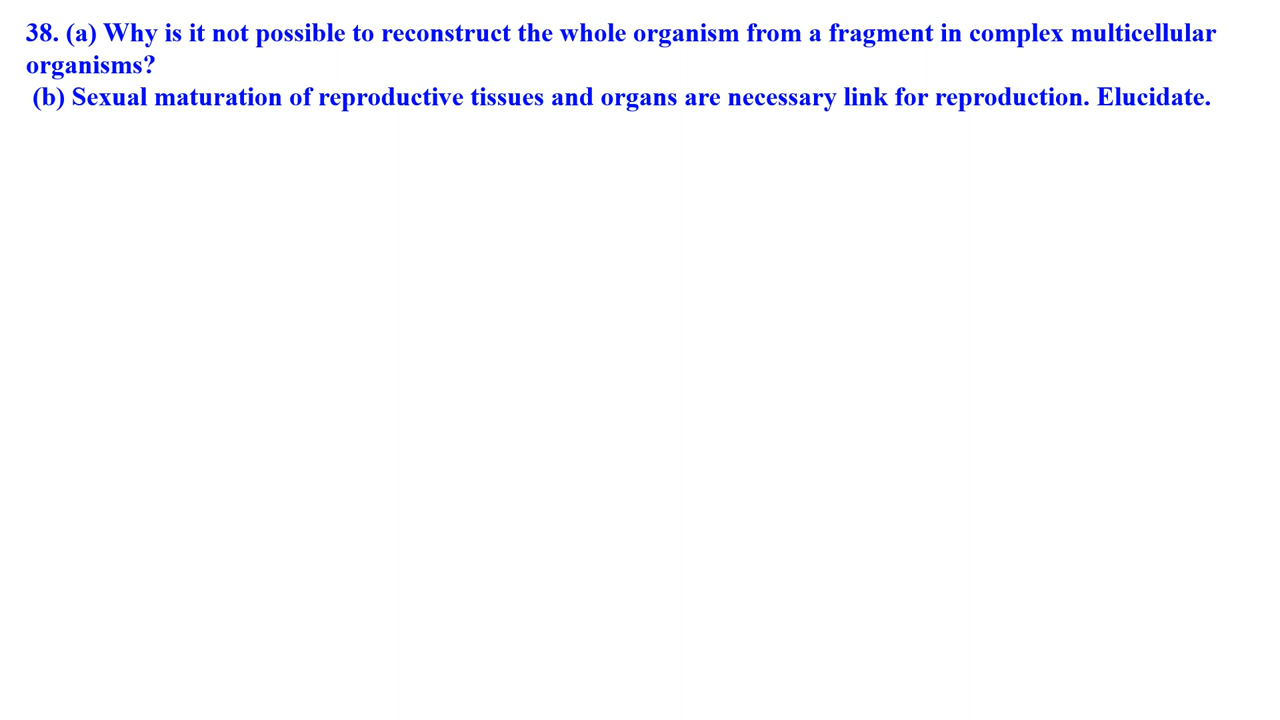 38. (a) Why is it not possible to reconstruct the whole organism from a fragment in complex multicellular
organisms?
(b) Sexual maturation of reproductive tissues and organs are necessary link for reproduction. Elucidate.